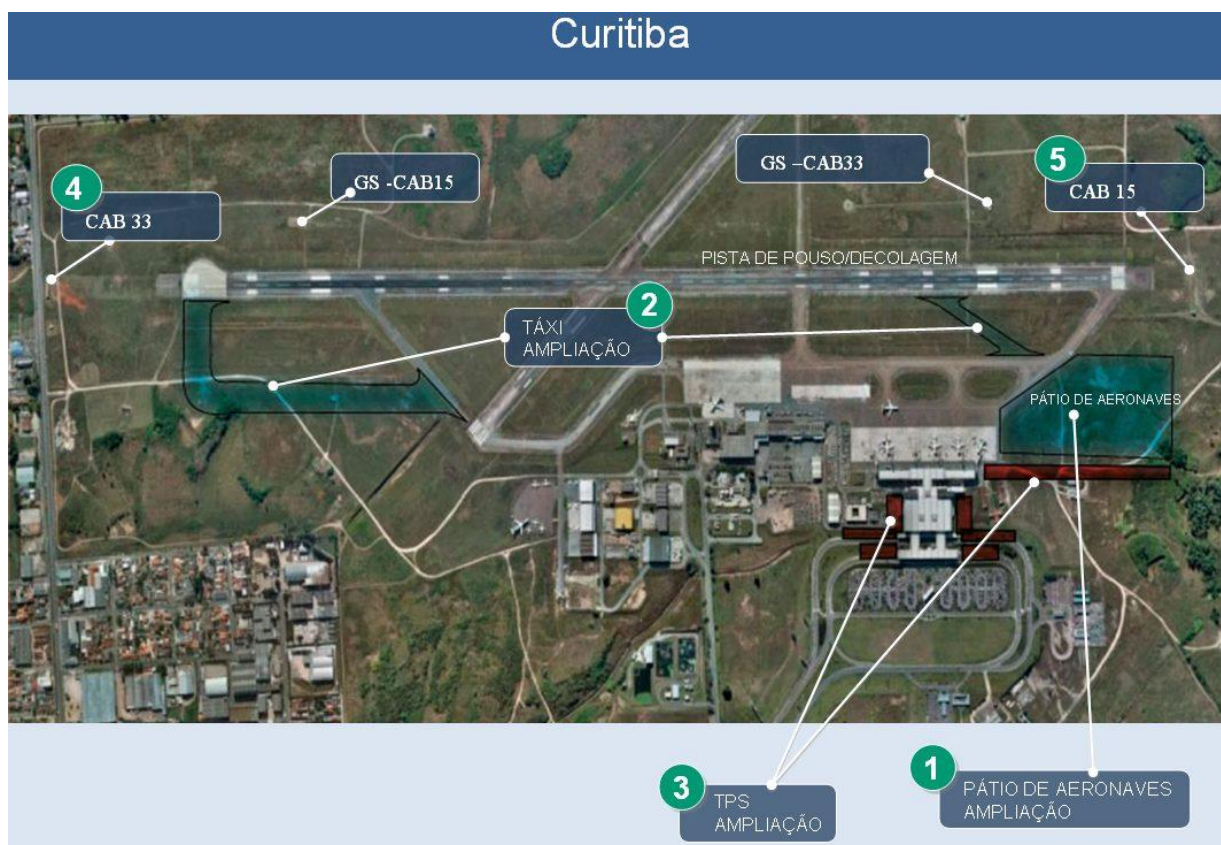 Curitiba
4
CAB 33
GS -CAB15
GS –CAB33
5
CAB 15
PISTA DE POUSO/DECOLAGEM
2
TÁXI
AMPLIAÇÃO
PÁTIO DE AERONAVES
3
TPS
AMPLIAÇÃO
1
PÁTIO DE AERONAVES
AMPLIAÇÃO